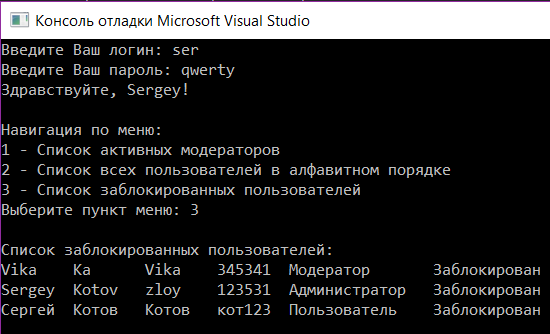 Консоль отладки Microsoft Visual Studio
Введите Ваш логин: ser
Введите Ваш пароль: qwerty
Здравствуйте, Sergey!
Навигация по меню:
1 - Список активных модераторов
2 - Список всех пользователей в алфавитном порядке
3 - Список заблокированных пользователей
Выберите пункт меню: 3
Список заблокированных пользователей:
Vika Ka Vika 345341 Модератор Заблокирован
Sergey Kotov zloy 123531 Администратор Заблокирован
Сергей Котов Котов кот123 Пользователь Заблокирован